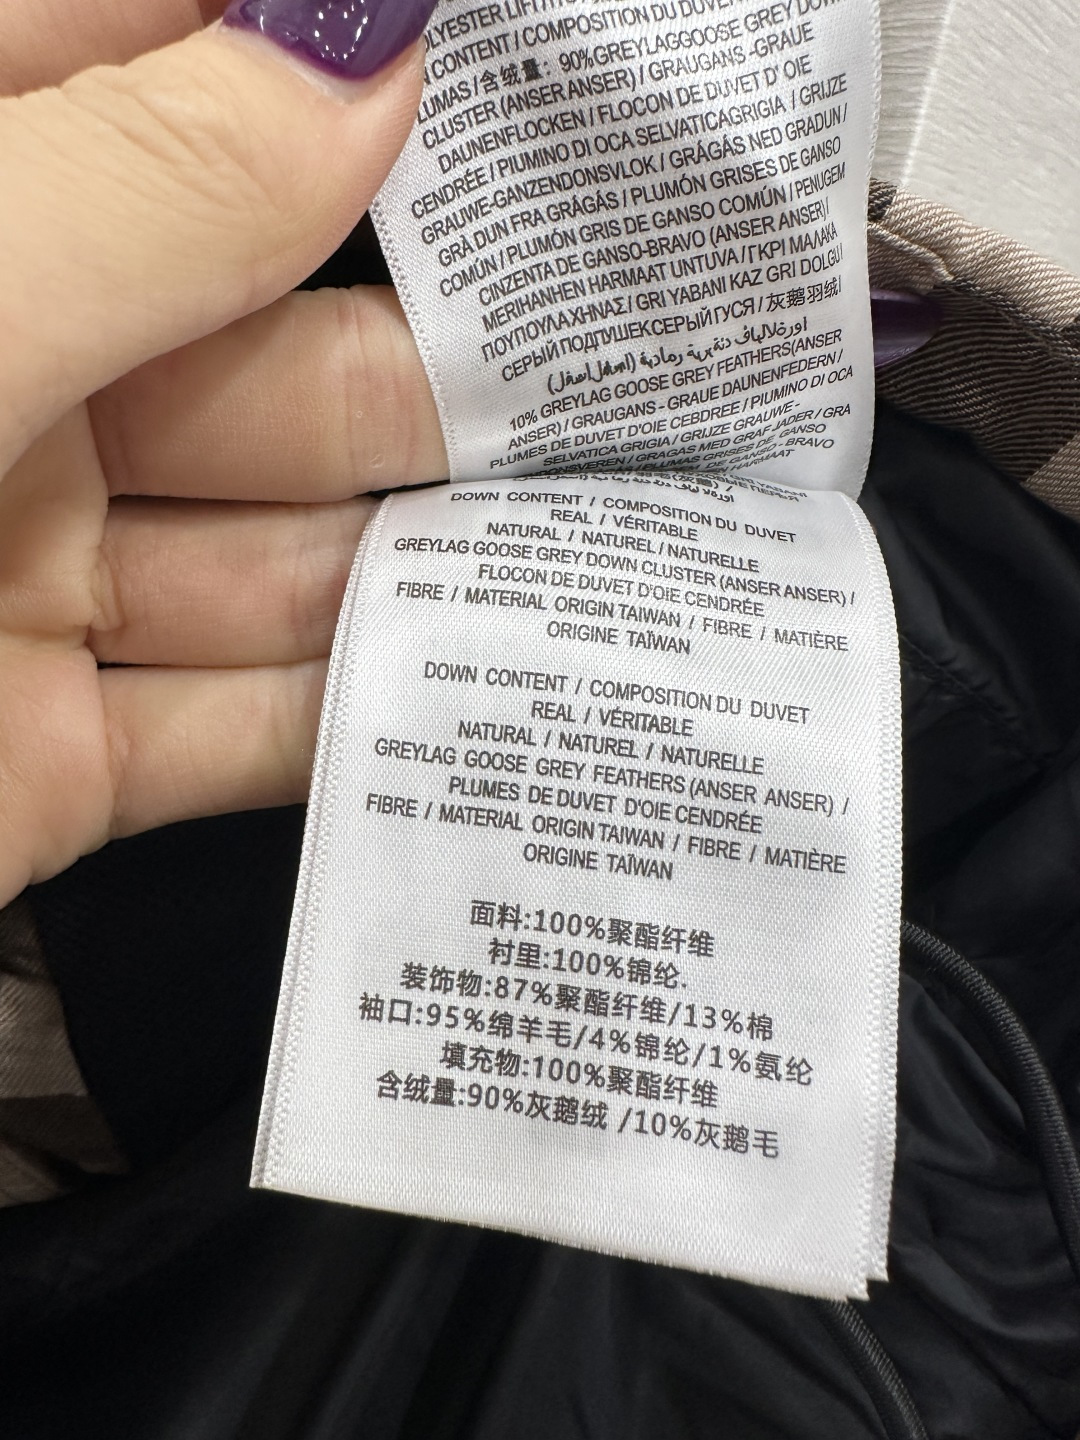 CONTENT / COMPOSITION DU DUVET
LUMAS / 含绒量: 90% GREYLAGGOOSE GREY DOWN
CLUSTER (ANSER ANSER) / GRAUGANS -GRAUE
DAUNENFLOCKEN / FLOCON DE DUVET D' OIE
CENDRÉE / PIUMINO DI OCA SELVATICAGRIGIA / GRIJZE
GRAUWE-GANZENDONSVLOK / GRÁGÁS NED GRADUN /
GRÀ DUN FRA GRÅGÅS / PLUMÓN GRISES DE GANSO
COMÚN / PLUMÓN GRIS DE GANSO COMÚN / PENUGEM
CINZENTA DE GANSO-BRAVO (ANSER ANSER)/
MERIHANHEN HARMAAT UNTUVA / ΓΚΡΙ ΜΑΛΑΚΑ
ΠΟΥΠΟΥΛΑ ΧΗΝΑΣ / GRI YABANI KAZ GRI DOLGU/
СЕРЫЙ ПОДПУШЕК СЕРЫЙ ГУСЯ / 灰鹅羽绒/
10% GREYLAG GOOSE GREY FEATHERS(ANSER
ANSER) / GRAUGANS - GRAUE DAUNENFEDERN /
PLUMES DE DUVET D'OIE CEBDREE / PIUMINO DI OCA
SELVATICA GRIGIA / GRIJZE GRAUWE-
DOWN CONTENT / COMPOSITION DU DUVET
REAL / VÉRITABLE
NATURAL / NATUREL / NATURELLE
GREYLAG GOOSE GREY DOWN CLUSTER (ANSER ANSER) /
FLOCON DE DUVET D'OIE CENDRÉE
FIBRE / MATERIAL ORIGIN TAIWAN / FIBRE / MATIÈRE
ORIGINE TAÏWAN
DOWN CONTENT / COMPOSITION DU DUVET
REAL / VÉRITABLE
NATURAL / NATUREL / NATURELLE
GREYLAG GOOSE GREY FEATHERS (ANSER ANSER) /
PLUMES DE DUVET D'OIE CENDRÉE
FIBRE / MATERIAL ORIGIN TAIWAN / FIBRE / MATIÈRE
ORIGINE TAÏWAN
面料:100%聚酯纤维
衬里:100%锦纶.
装饰物:87%聚酯纤维/13%棉
袖口:95%绵羊毛/4%锦纶/1%氨纶
填充物:100%聚酯纤维
含绒量:90%灰鹅绒 /10%灰鹅毛